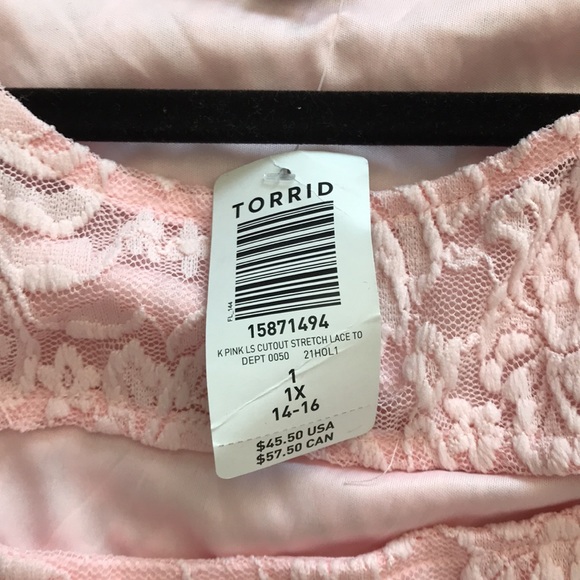 TORRID
FL_144
15871494
K PINK LS CUTOUT STRETCH LACE TO
DEPT 0050 21HOL1
1
1X
14-16
$45.50 USA
$57.50 CAN